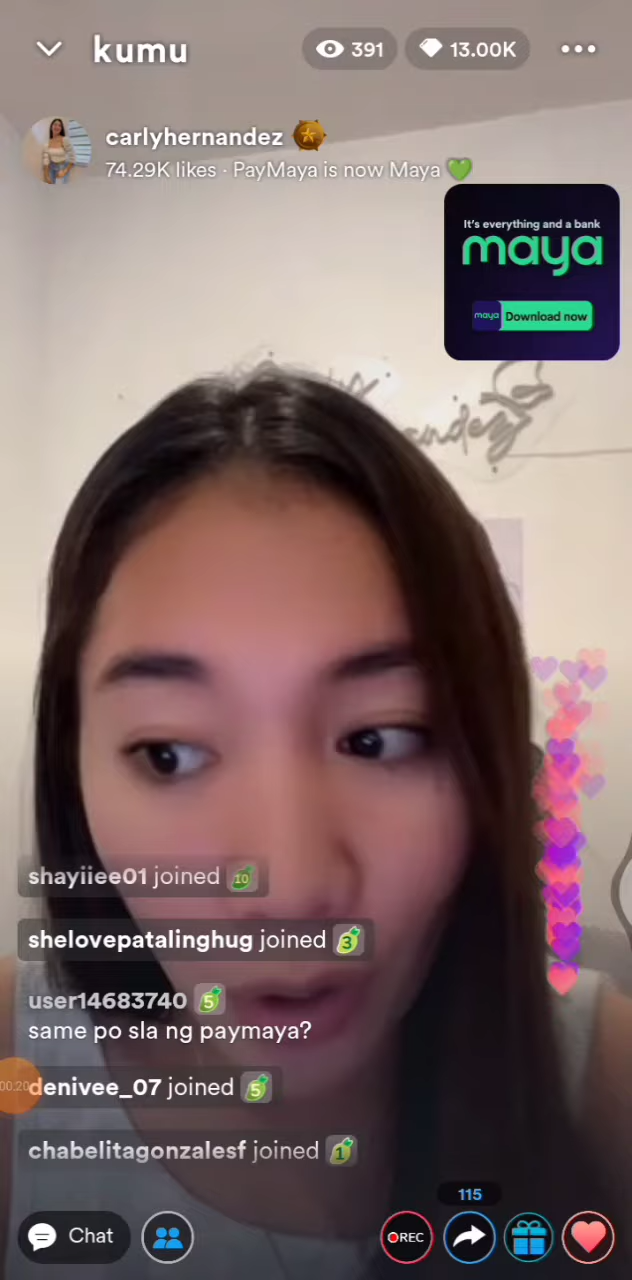 kumu
391
13.00K
carlyhernandez
74.29K likes · PayMaya is now Maya 💚
It's everything and a bank
maya
maya Download now
shayiiee01 joined 10
shelovepatalinghug joined 3
user14683740 5
same po sla ng paymaya?
00:20
denivee_07 joined 5
chabelitagonzalesf joined 1
115
Chat
REC